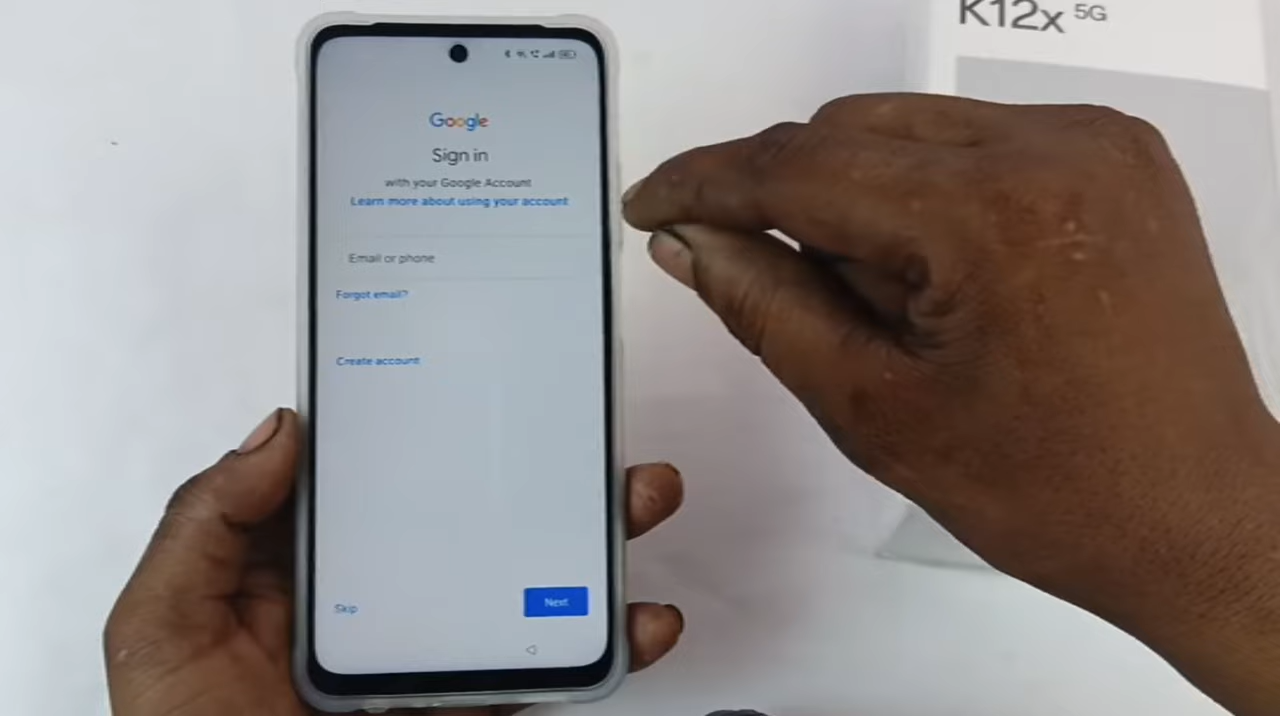 K12x 5G
Google
Sign in
with your Google Account
Learn more about using your account
Email or phone
Forgot email?
Create account
Skip
Next